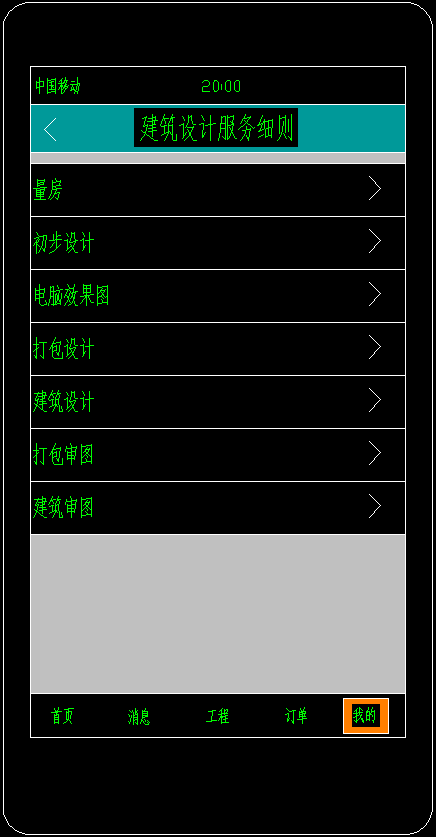 中国移动 20:00
建筑设计服务细则
量房
初步设计
电脑效果图
打包设计
建筑设计
打包审图
建筑审图
首页 消息 工程 订单 我的